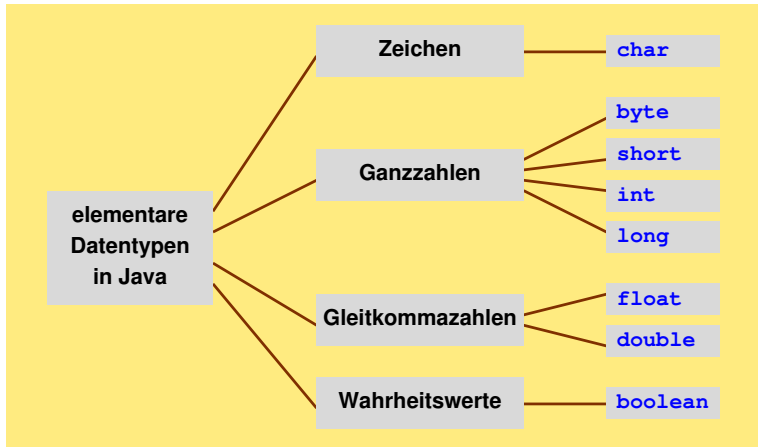 elementare
Datentypen
in Java
Zeichen
char
Ganzzahlen
byte
short
int
long
Gleitkommazahlen
float
double
Wahrheitswerte
boolean